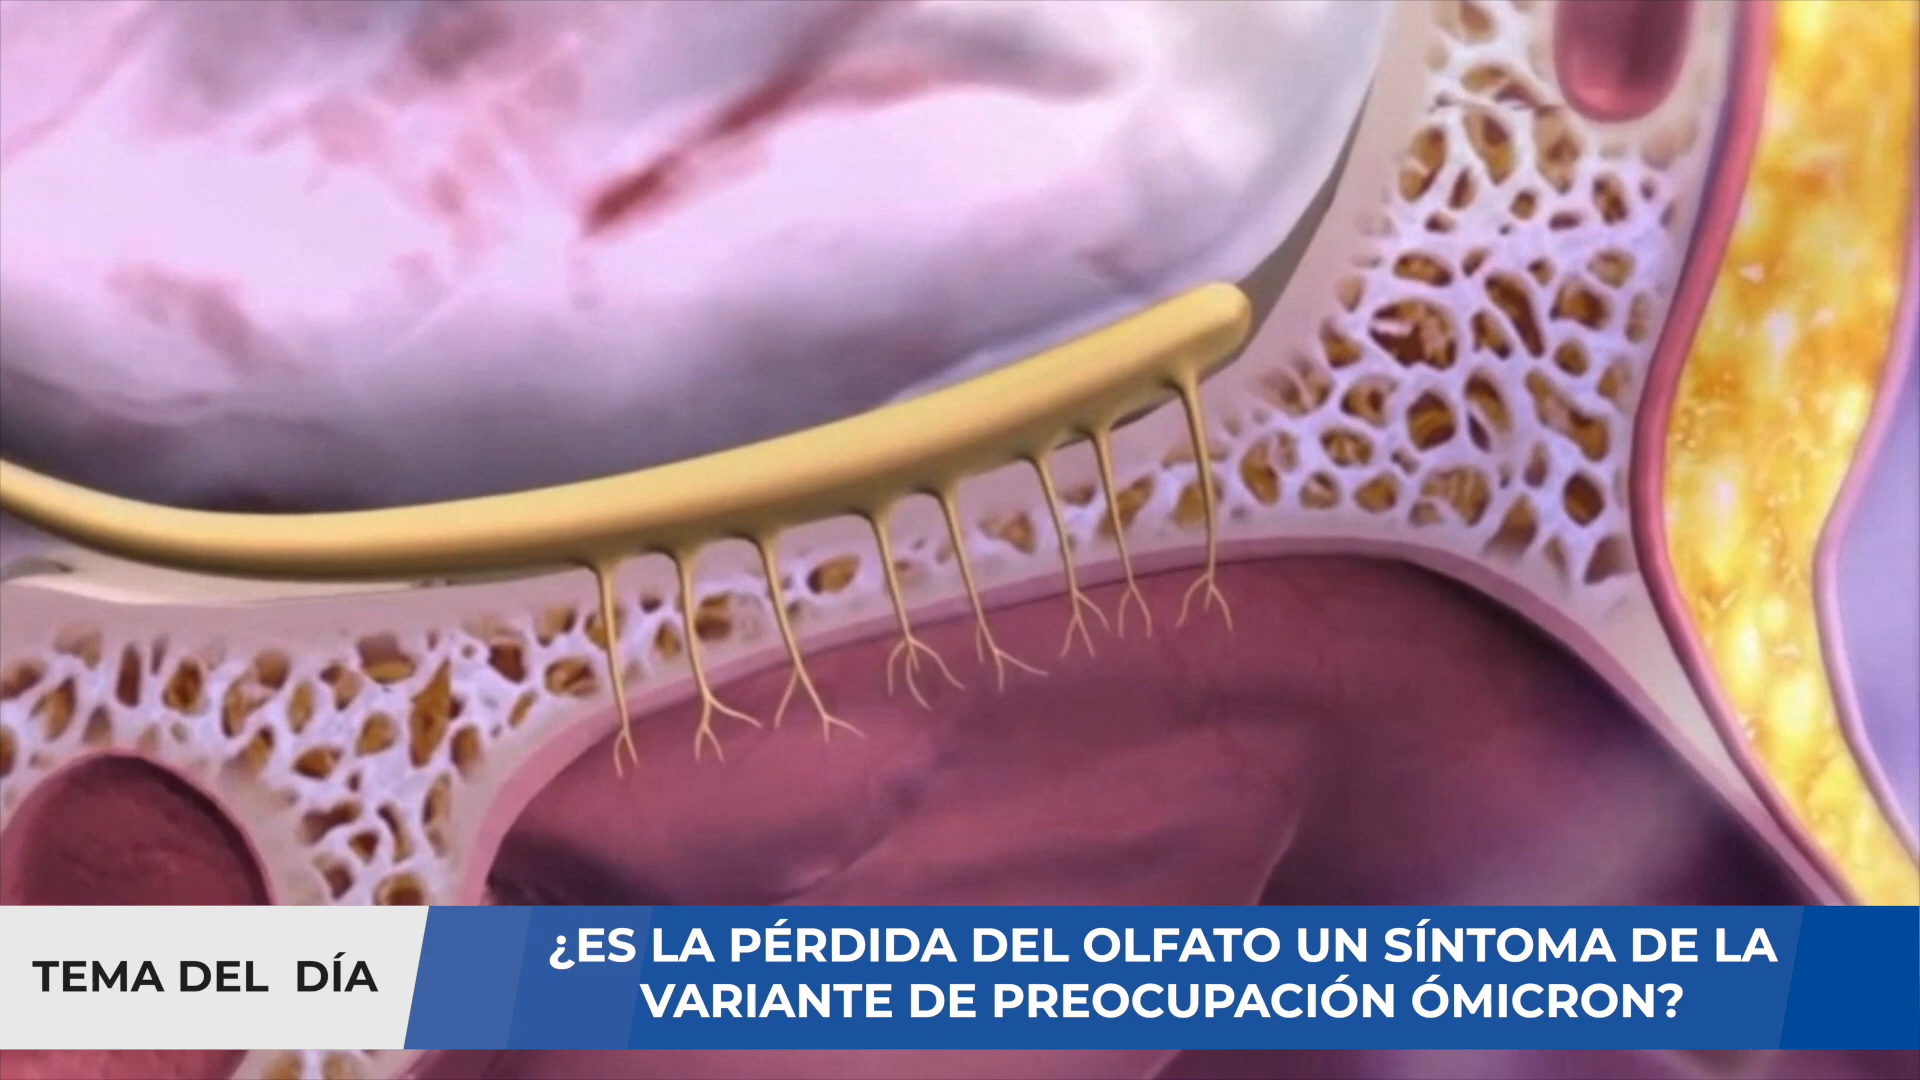 TEMA DEL DÍA
¿ES LA PÉRDIDA DEL OLFATO UN SÍNTOMA DE LA
VARIANTE DE PREOCUPACIÓN ÓMICRON?